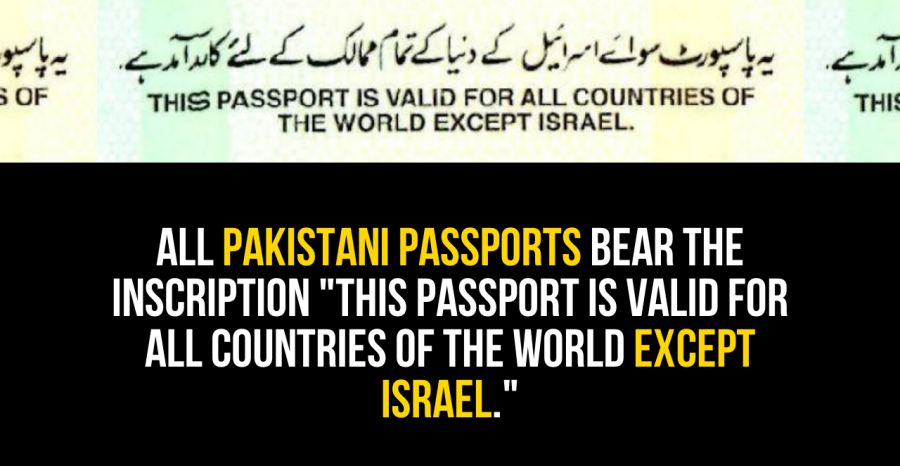 یہ پاسپورٹ سوائے اسرائیل کے دنیا کے تمام ممالک کے لئے کارآمد ہے۔
S OF THIS PASSPORT IS VALID FOR ALL COUNTRIES OF THIS
THE WORLD EXCEPT ISRAEL.
ALL PAKISTANI PASSPORTS BEAR THE
INSCRIPTION "THIS PASSPORT IS VALID FOR
ALL COUNTRIES OF THE WORLD EXCEPT
ISRAEL."